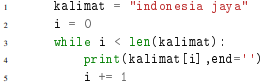 1 kalimat = "indonesia jaya"
2 i = 0
3 while i < len(kalimat):
4     print(kalimat[i],end='')
5     i += 1